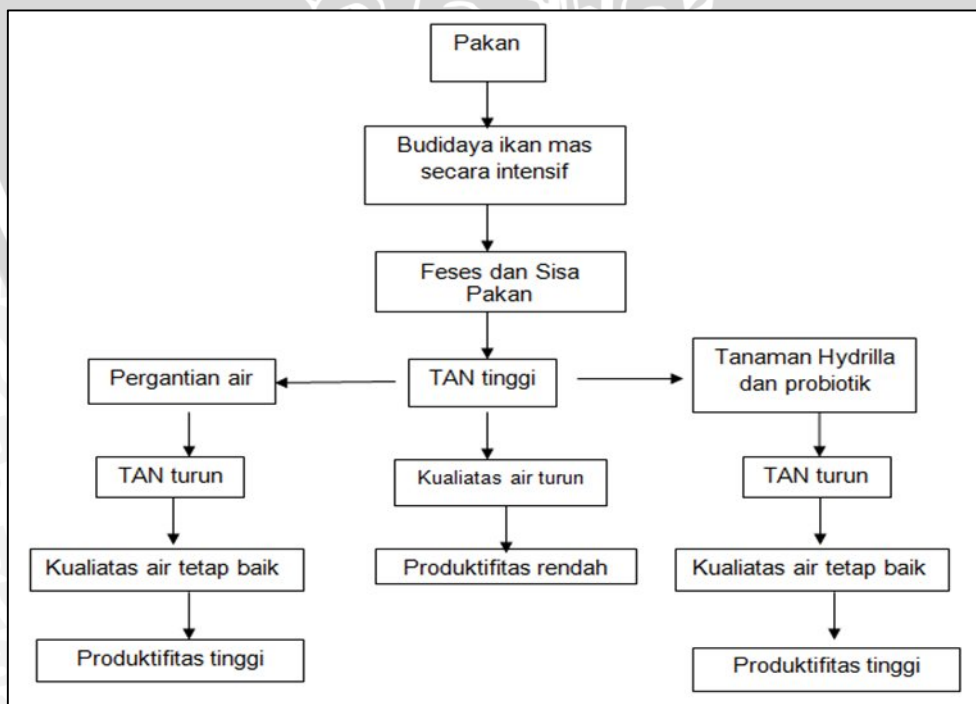 Pakan
Budidaya ikan mas
secara intensif
Feses dan Sisa
Pakan
Pergantian air
TAN tinggi
Tanaman Hydrilla
dan probiotik
TAN turun
Kualiatas air turun
TAN turun
Kualiatas air tetap baik
Produktifitas rendah
Kualiatas air tetap baik
Produktifitas tinggi
Produktifitas tinggi